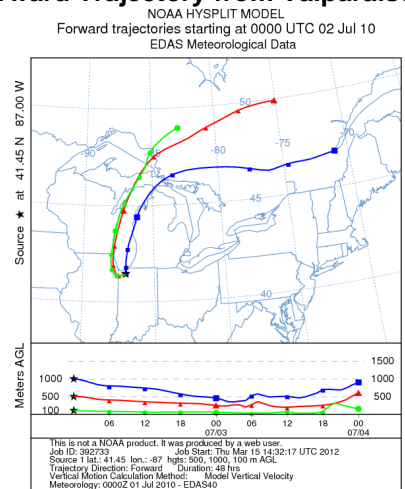 NOAA HYSPLIT MODEL
Forward trajectories starting at 0000 UTC 02 Jul 10
EDAS Meteorological Data
Source ★ at 41.45 N 87.00 W
50
-90
-80
-75
-70
45
40
Meters AGL
1500
1000
1000
500
500
100
06
12
18
00
06
12
18
00
07/03
07/04
This is not a NOAA product. It was produced by a web user.
Job ID: 392733 Job Start: Thu Mar 15 14:32:17 UTC 2012
Source 1 lat.: 41.45 lon.: -87 hgts: 500, 1000, 100 m AGL
Trajectory Direction: Forward Duration: 48 hrs
Vertical Motion Calculation Method: Model Vertical Velocity
Meteorology: 0000Z 01 Jul 2010 - EDAS40